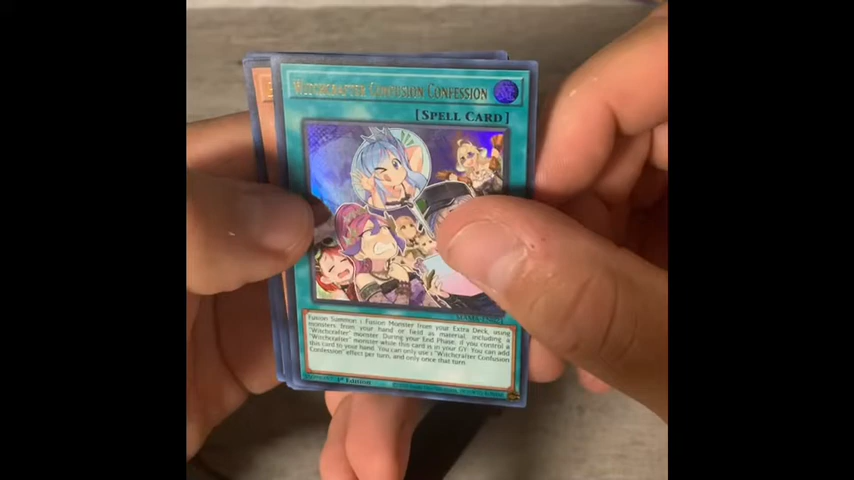 WITCHCRAFTER CONFUSION CONFESSION
[SPELL CARD]
MAMA-EN021
Fusion Summon 1 Fusion Monster from your Extra Deck, using
monsters from your hand or field as material, including a
"Witchcrafter" monster. During your End Phase, if you control a
"Witchcrafter" monster while this card is in your GY: You can add
this card to your hand. You can only use 1 "Witchcrafter Confusion
Confession" effect per turn, and only once that turn.
1st Edition